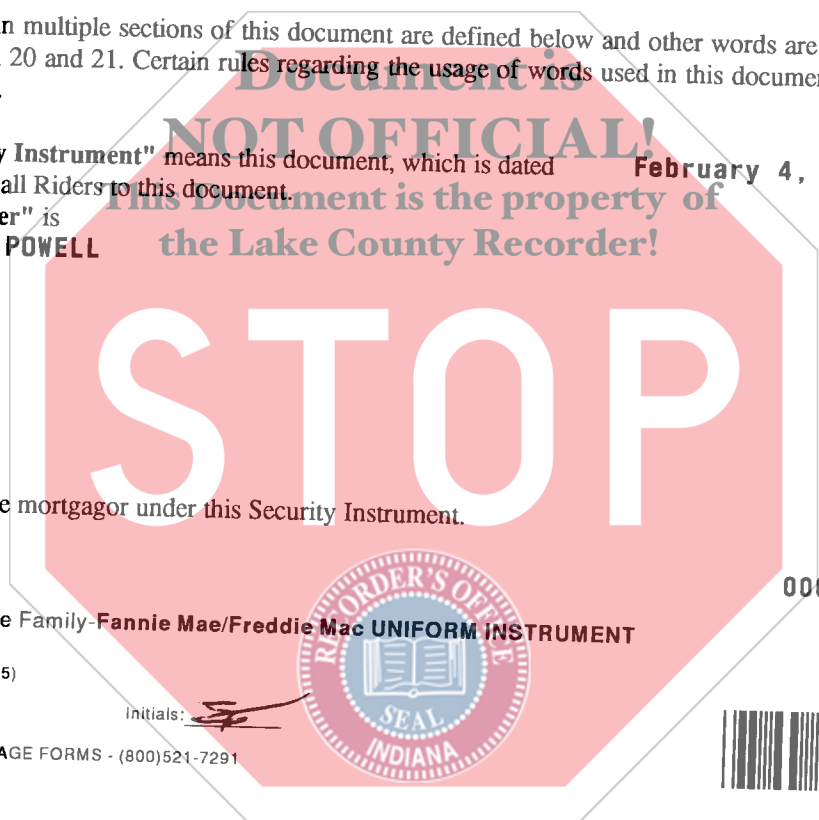 n multiple sections of this document are defined below and other words are
20 and 21. Certain rules regarding the usage of words used in this docume
Document is
NOT OFFICIAL!
y Instrument" means this document, which is dated February 4,
all Riders to this document.
This Document is the property of
er" is
the Lake County Recorder!
POWELL
STOP
e mortgagor under this Security Instrument.
RECORDER'S OFFICE
SEAL
INDIANA
000
e Family-Fannie Mae/Freddie Mac UNIFORM INSTRUMENT
5)
Initials:
AGE FORMS - (800)521-7291